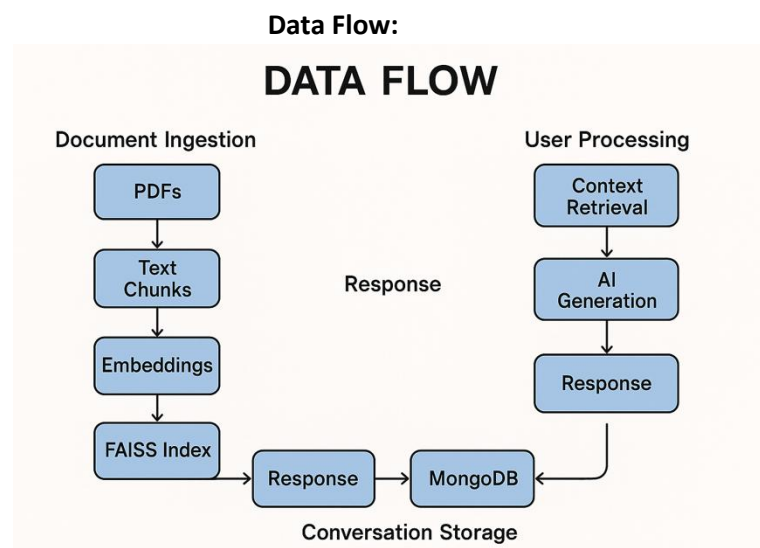 Data Flow:
DATA FLOW
Document Ingestion
PDFs
Text
Chunks
Embeddings
FAISS Index
Response
User Processing
Context
Retrieval
AI
Generation
Response
Response
MongoDB
Conversation Storage